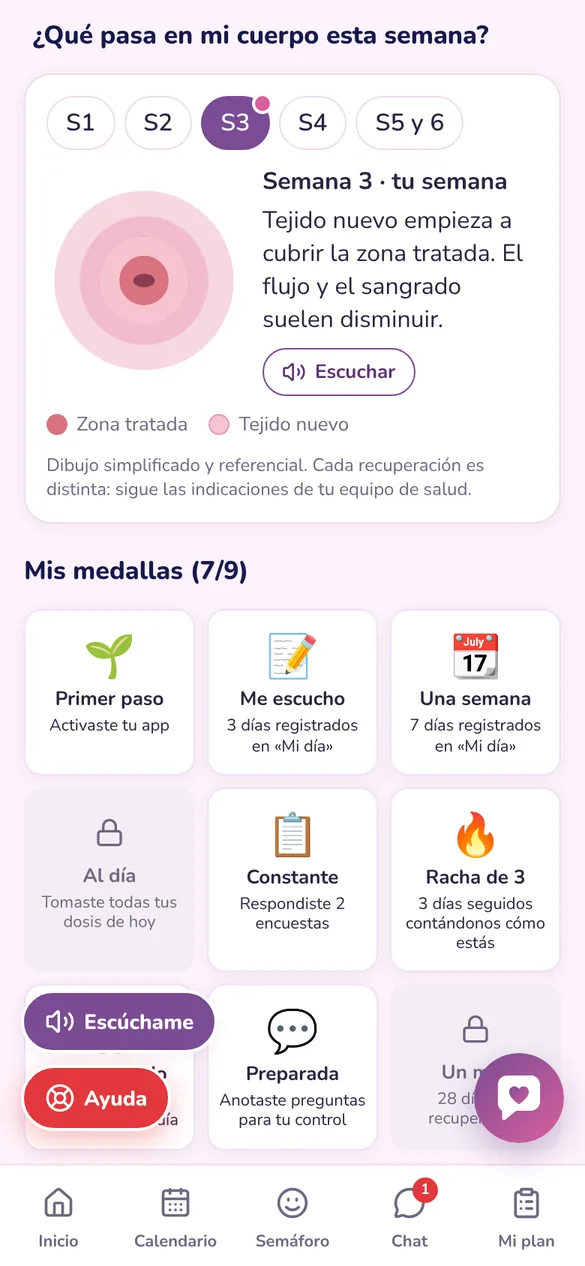 ¿Qué pasa en mi cuerpo esta semana?
S1
S2
S3
S4
S5 y 6
Semana 3 · tu semana
Tejido nuevo empieza a
cubrir la zona tratada. El
flujo y el sangrado
suelen disminuir.
Escuchar
Zona tratada
Tejido nuevo
Dibujo simplificado y referencial. Cada recuperación es
distinta: sigue las indicaciones de tu equipo de salud.
Mis medallas (7/9)
Primer paso
Activaste tu app
Me escucho
3 días registrados
en «Mi día»
July
17
Una semana
7 días registrados
en «Mi día»
Al día
Tomaste todas tus
dosis de hoy
Constante
Respondiste 2
encuestas
Racha de 3
3 días seguidos
contándonos cómo
estás
Escúchame
Ayuda
Preparada
Anotaste preguntas
para tu control
Un
28
Inicio
Calendario
Semáforo
1
Chat
Mi plan